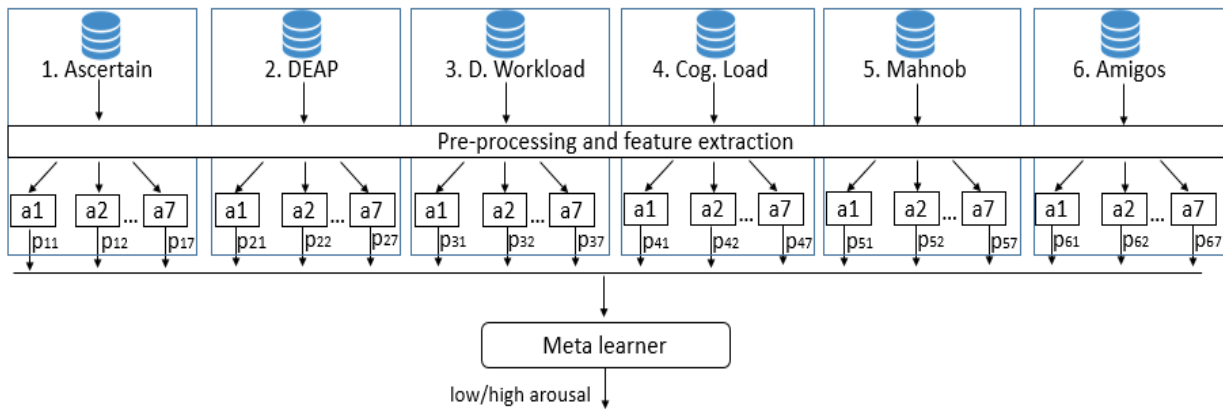 1. Ascertain 2. DEAP 3. D. Workload 4. Cog. Load 5. Mahnob 6. Amigos
Pre-processing and feature extraction
a1 a2 ... a7 a1 a2 ... a7 a1 a2 ... a7 a1 a2 ... a7 a1 a2 ... a7 a1 a2 ... a7
p11 p12 p17 p21 p22 p27 p31 p32 p37 p41 p42 p47 p51 p52 p57 p61 p62 p67
Meta learner
low/high arousal